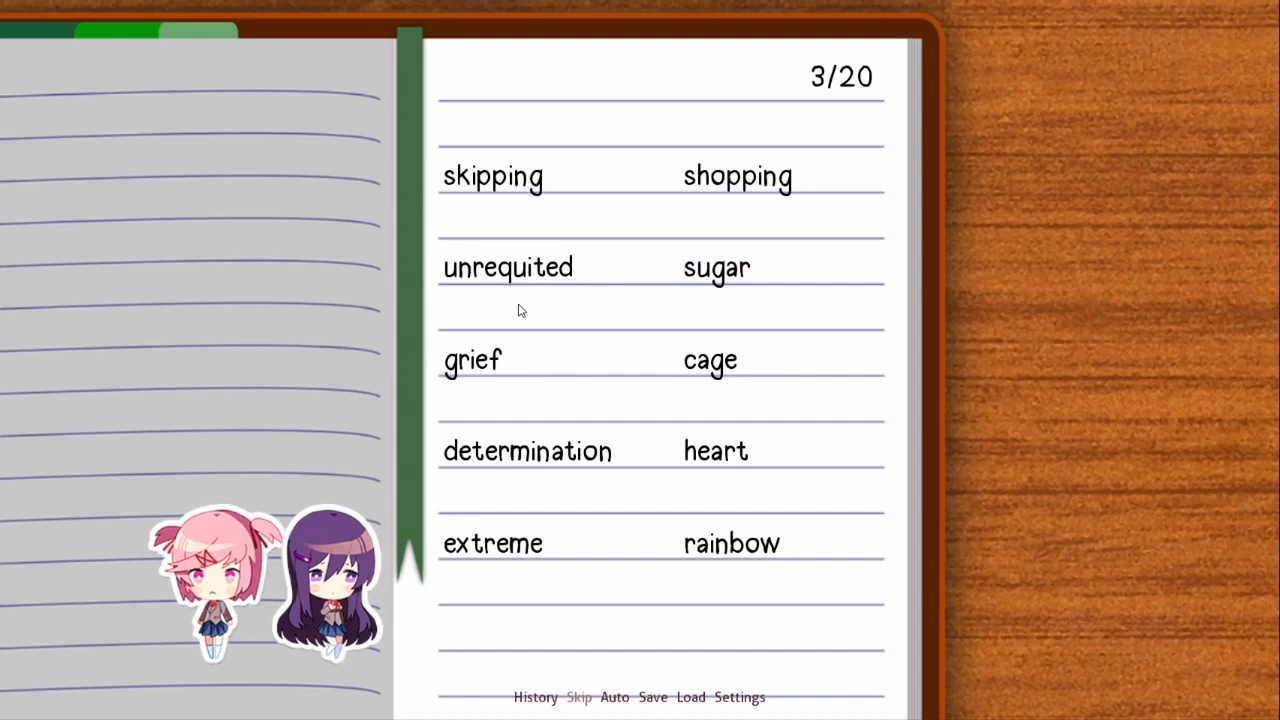 3/20
skipping shopping
unrequited sugar
grief cage
determination heart
extreme rainbow
History Skip Auto Save Load Settings